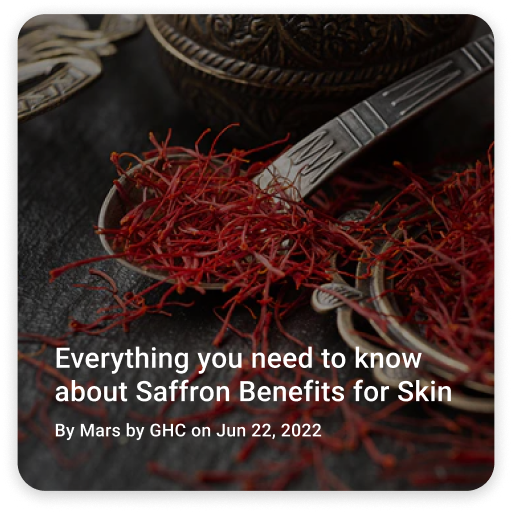 Everything you need to know
about Saffron Benefits for Skin
By Mars by GHC on Jun 22, 2022